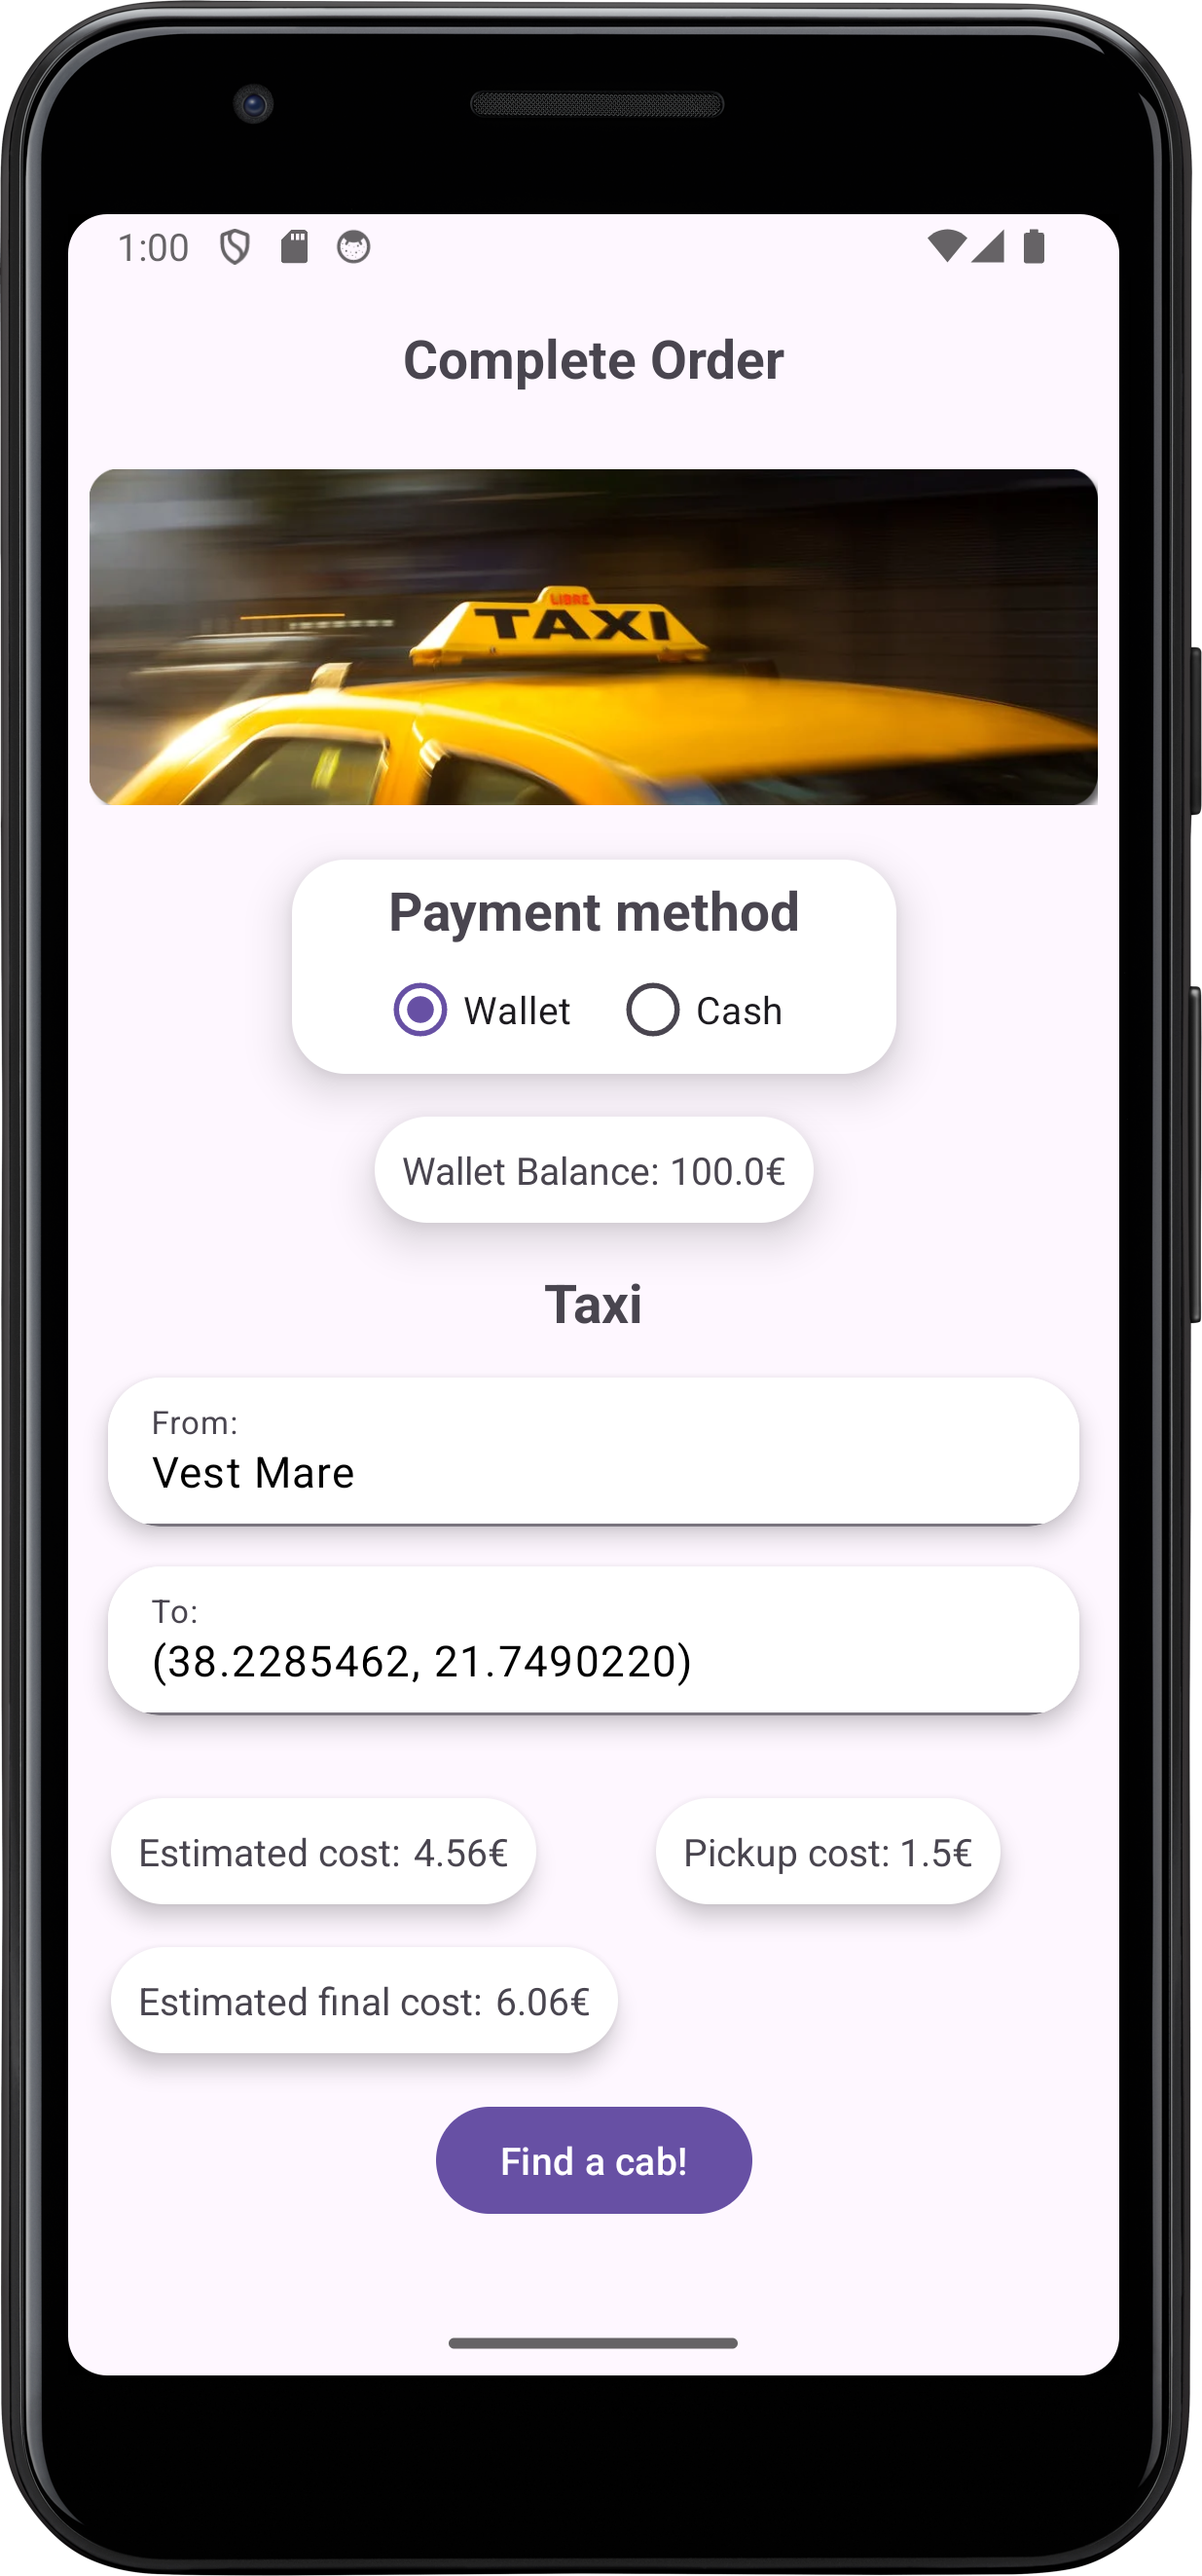 1:00
Complete Order
LIBRE
TAXI
Payment method
Wallet Cash
Wallet Balance: 100.0€
Taxi
From:
Vest Mare
To:
(38.2285462, 21.7490220)
Estimated cost: 4.56€ Pickup cost: 1.5€
Estimated final cost: 6.06€
Find a cab!